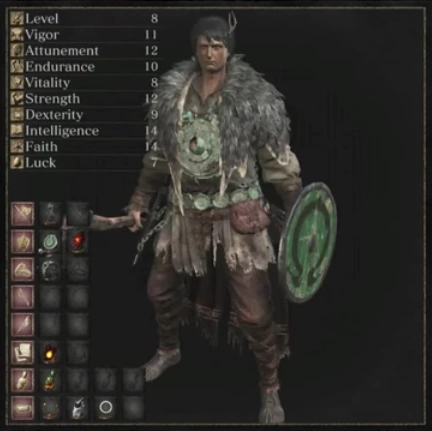 Level 8
Vigor 11
Attunement 12
Endurance 10
Vitality 8
Strength 12
Dexterity 9
Intelligence 14
Faith 14
Luck 7